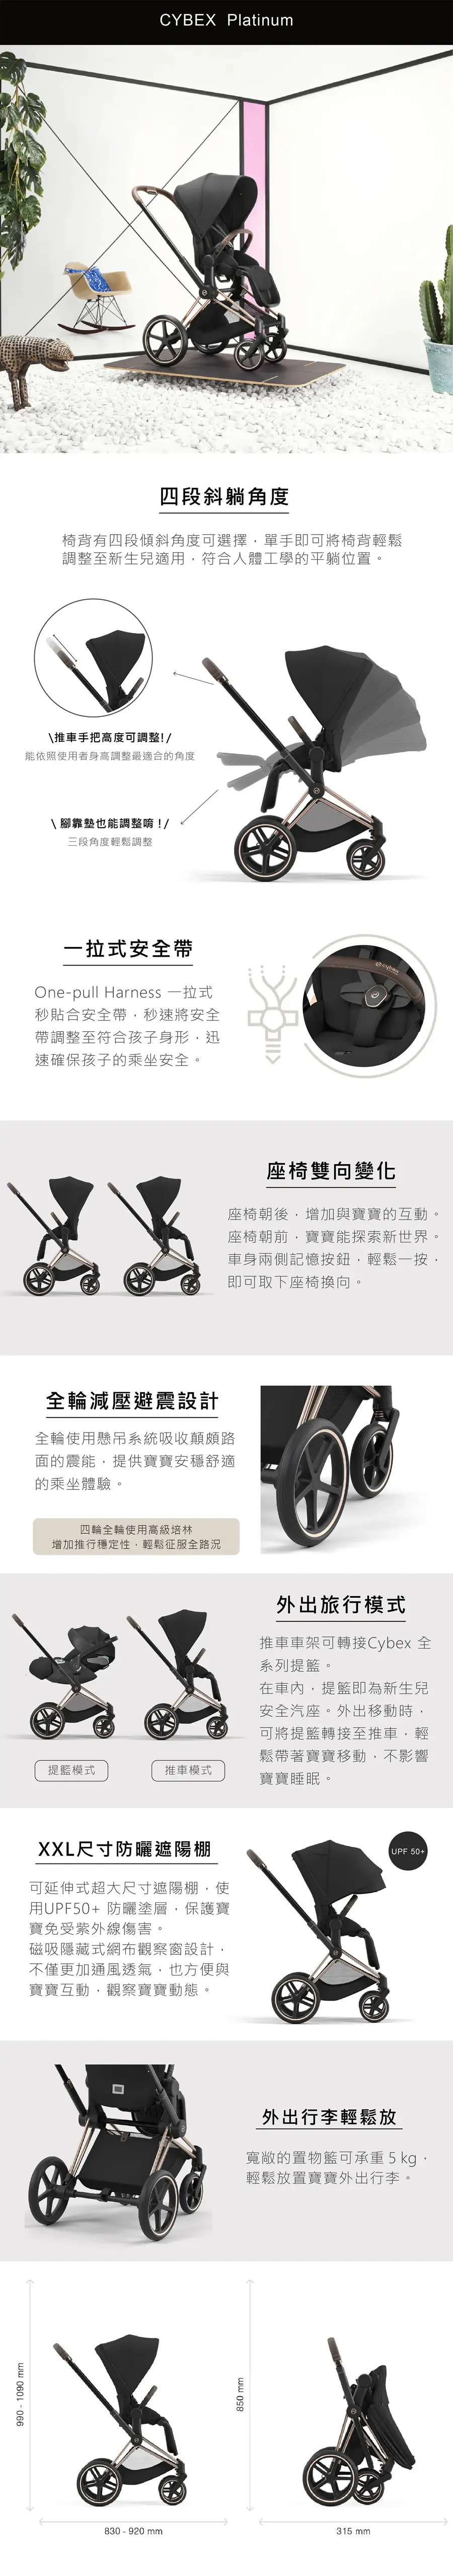 CYBEX Platinum
四段斜躺角度
椅背有四段傾斜角度可選擇，單手即可將椅背輕鬆
調整至新生兒適用，符合人體工學的平躺位置。
\推車手把高度可調整!/
能依照使用者身高調整最適合的角度
\ 腳靠墊也能調整唷 ! /
三段角度輕鬆調整
一拉式安全帶
One-pull Harness 一拉式
秒貼合安全帶，秒速將安全
帶調整至符合孩子身形，迅
速確保孩子的乘坐安全。
cybex
座椅雙向變化
座椅朝後，增加與寶寶的互動。
座椅朝前，寶寶能探索新世界。
車身兩側記憶按鈕，輕鬆一按，
即可取下座椅換向。
全輪減壓避震設計
全輪使用懸吊系統吸收顛頗路
面的震能，提供寶寶安穩舒適
的乘坐體驗。
四輪全輪使用高級培林
增加推行穩定性，輕鬆征服全路況
外出旅行模式
推車車架可轉接Cybex 全
系列提籃。
在車內，提籃即為新生兒
安全汽座。外出移動時，
可將提籃轉接至推車，輕
鬆帶著寶寶移動，不影響
寶寶睡眠。
提籃模式
推車模式
XXL尺寸防曬遮陽棚
UPF 50+
可延伸式超大尺寸遮陽棚，使
用UPF50+ 防曬塗層，保護寶
寶免受紫外線傷害。
磁吸隱藏式網布觀察窗設計，
不僅更加通風透氣，也方便與
寶寶互動，觀察寶寶動態。
外出行李輕鬆放
寬敞的置物籃可承重 5 kg，
輕鬆放置寶寶外出行李。
990 - 1090 mm
830 - 920 mm
850 mm
315 mm